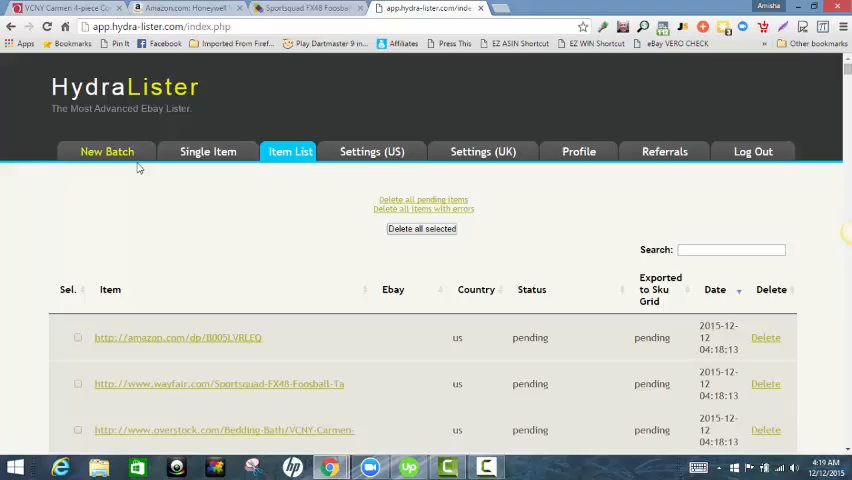 VCNY Carmen 4-piece Co
Amazon.com: Honeywell
Sportsquad FX48 Foosball
app.hydra-lister.com/inde
Amisha
app.hydra-lister.com/index.php
Apps
Bookmarks
Pin It
Facebook
Imported From Firef...
Play Dartmaster 9 in...
Affiliates
Press This
EZ ASIN Shortcut
EZ WIN Shortcut
eBay VERO CHECK
Other bookmarks
HydraLister
The Most Advanced Ebay Lister.
New Batch
Single Item
Item List
Settings (US)
Settings (UK)
Profile
Referrals
Log Out
Delete all pending items
Delete all items with errors
Delete all selected
Search:
Sel. Item Ebay Country Status Exported to Sku Grid Date Delete
http://amazon.com/dp/B005LVRLEQ us pending pending 2015-12-12 04:18:13 Delete
http://www.wayfair.com/Sportsquad-FX48-Foosball-Ta us pending pending 2015-12-12 04:18:13 Delete
http://www.overstock.com/Bedding-Bath/VCNY-Carmen- us pending pending 2015-12-12 04:18:13 Delete
4:19 AM
12/12/2015